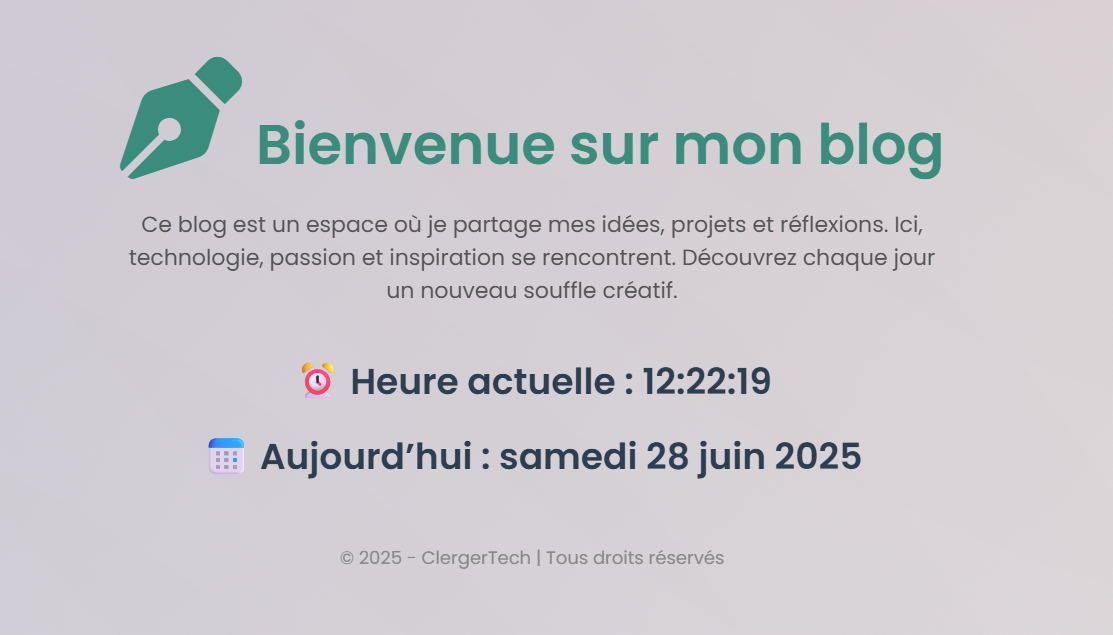 Bienvenue sur mon blog
Ce blog est un espace où je partage mes idées, projets et réflexions. Ici,
technologie, passion et inspiration se rencontrent. Découvrez chaque jour
un nouveau souffle créatif.
Heure actuelle : 12:22:19
Aujourd’hui : samedi 28 juin 2025
© 2025 - ClergerTech | Tous droits réservés